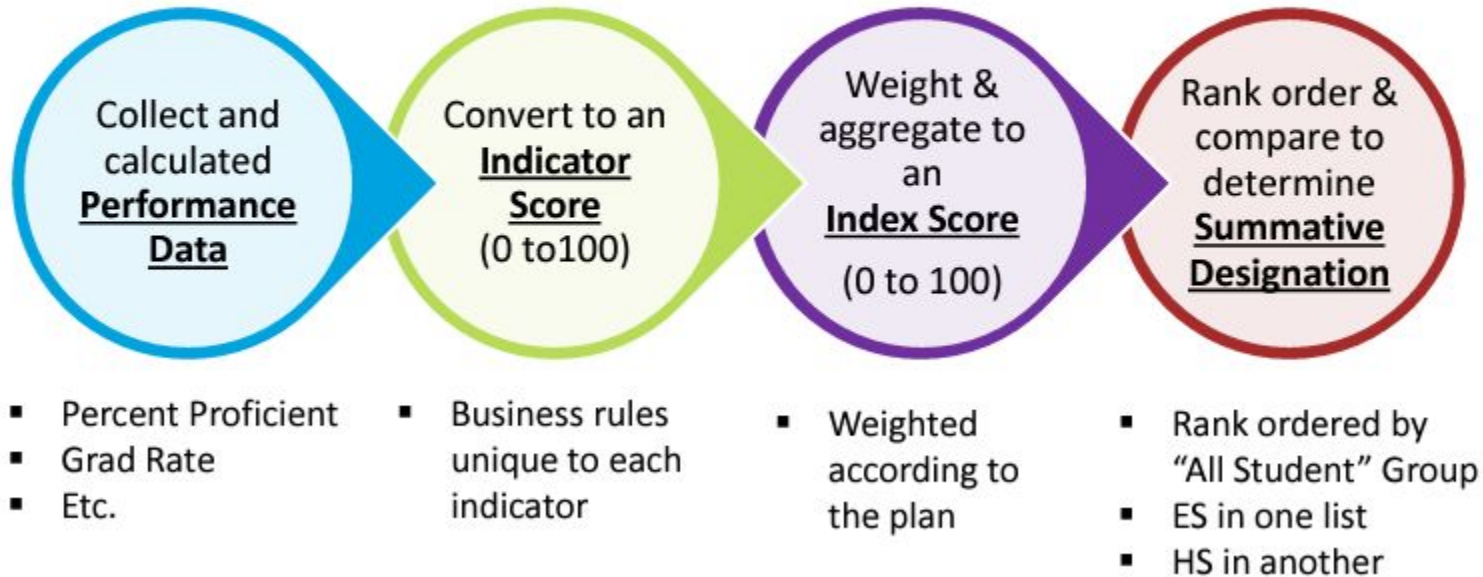 Collect and
calculated
Performance
Data
Convert to an
Indicator
Score
(0 to100)
Weight &
aggregate to
an
Index Score
(0 to 100)
Rank order &
compare to
determine
Summative
Designation
▪ Percent Proficient
▪ Grad Rate
▪ Etc.
▪ Business rules
unique to each
indicator
▪ Weighted
according to
the plan
▪ Rank ordered by
“All Student” Group
▪ ES in one list
▪ HS in another